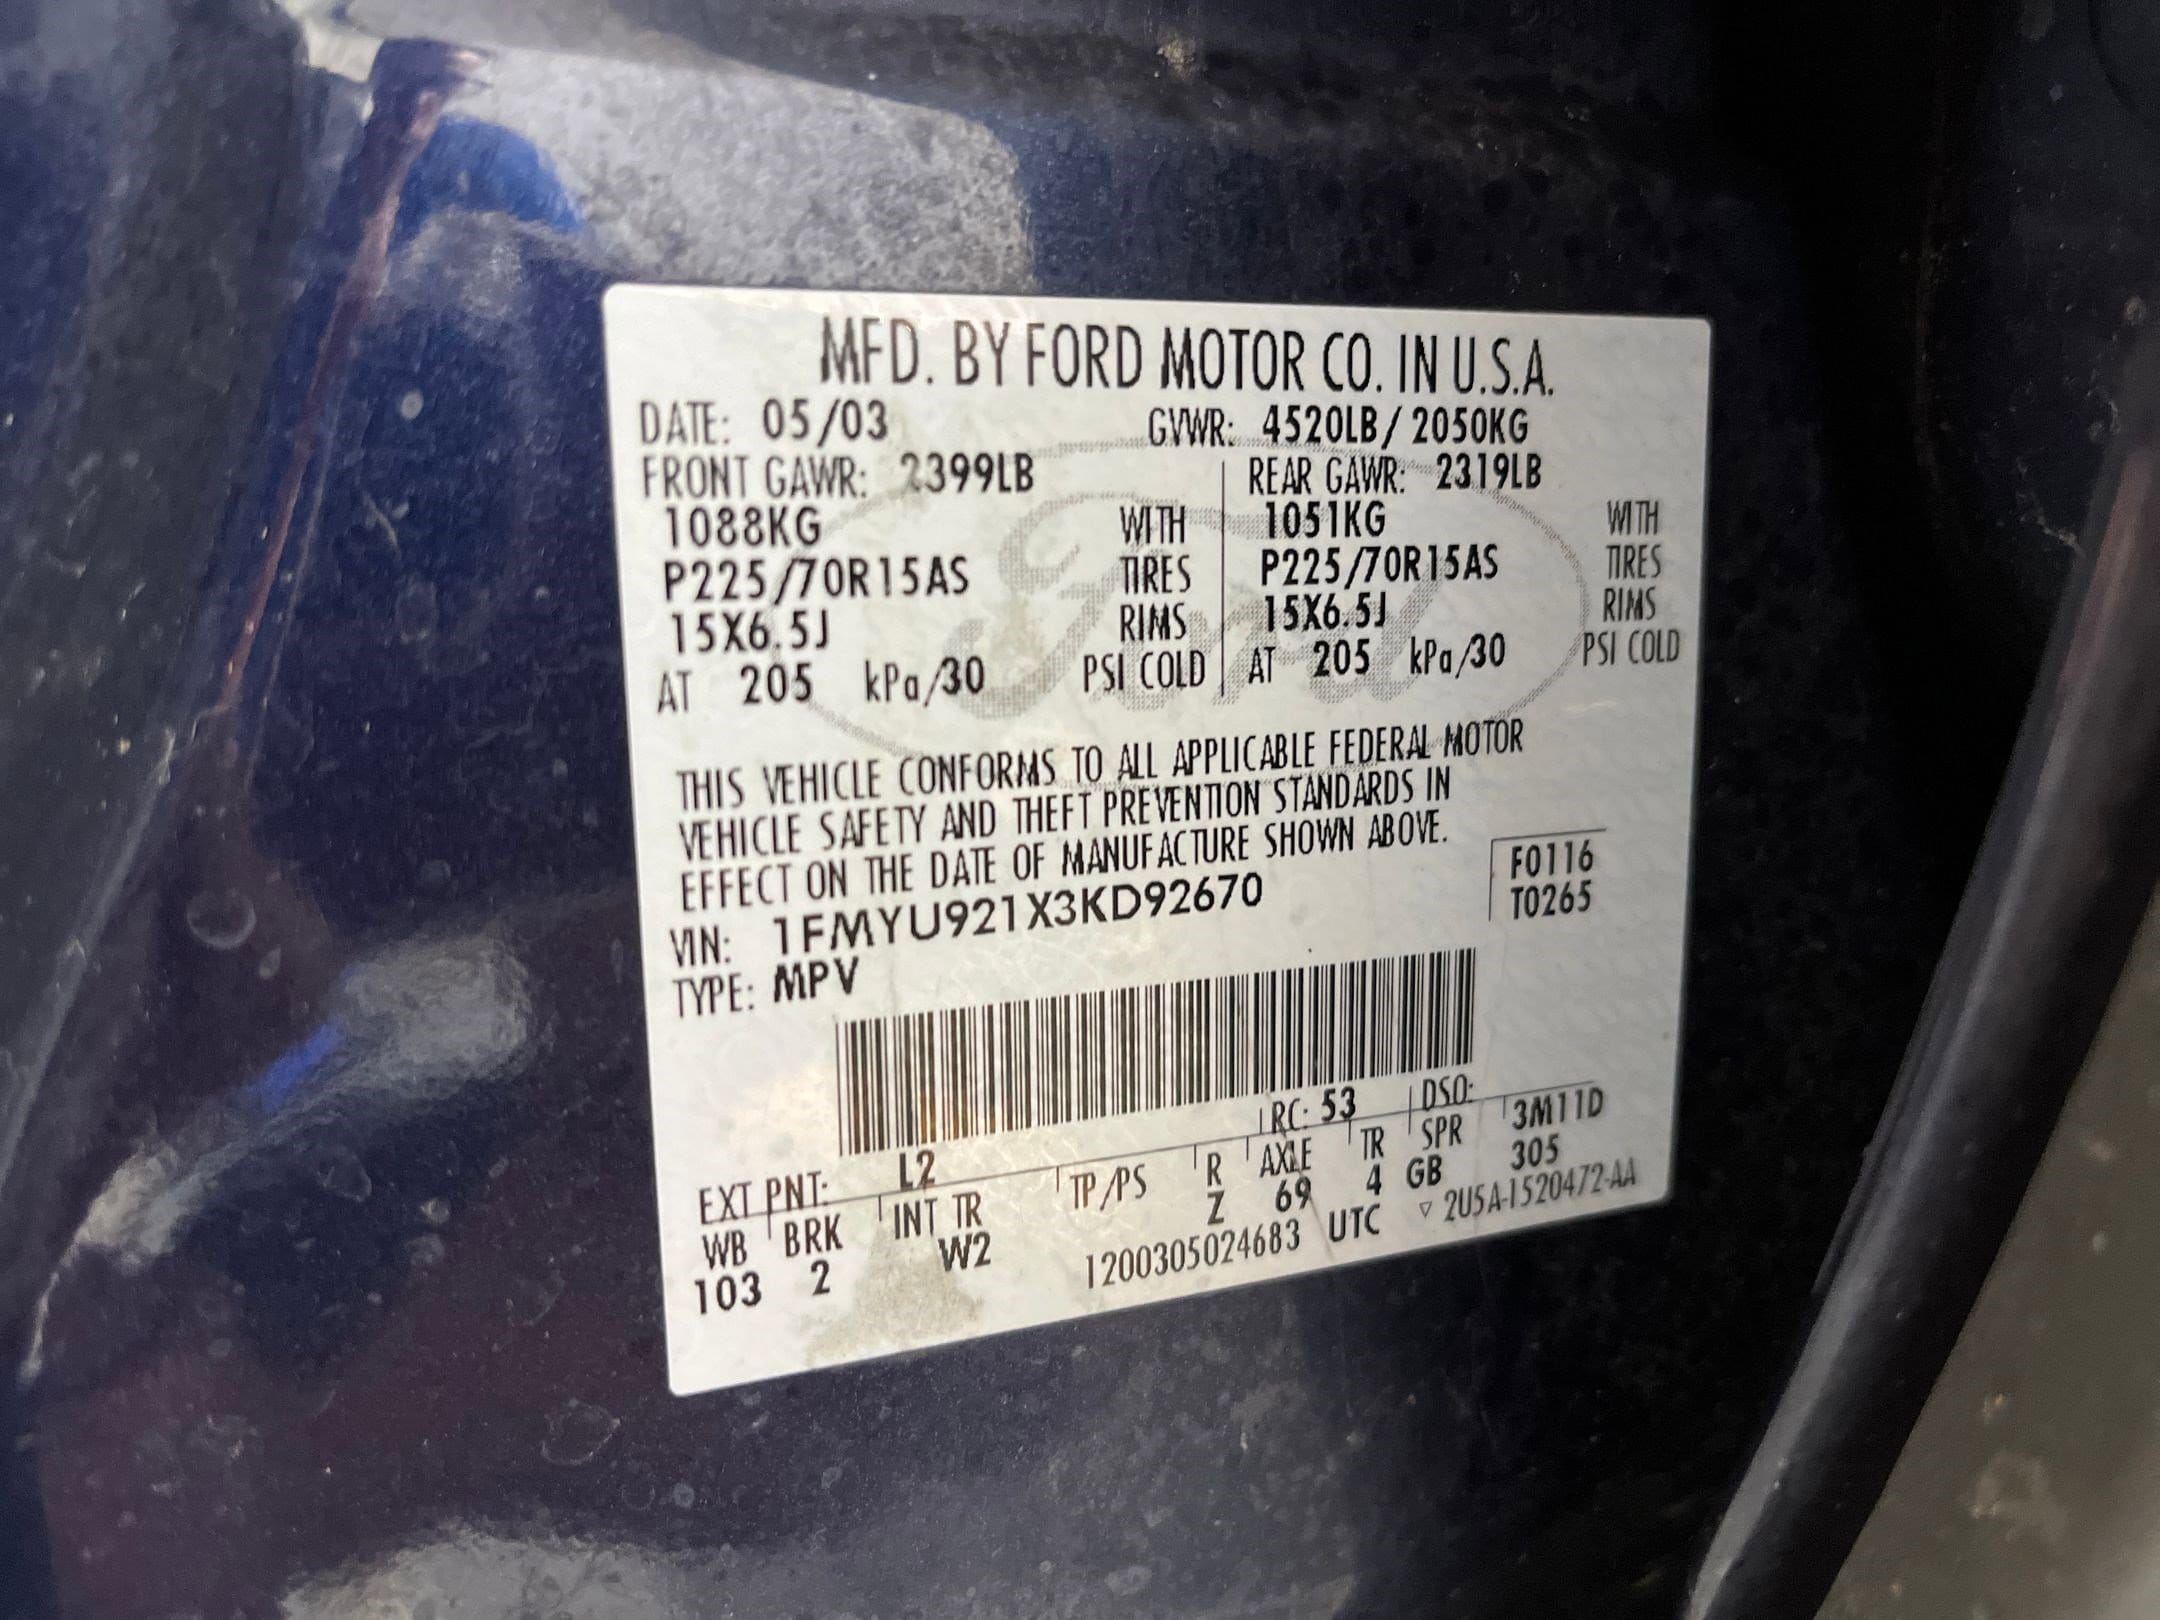 MFD. BY FORD MOTOR CO. IN U.S.A.
DATE: 05/03 GVWR: 4520LB/ 2050KG
FRONT GAWR: 2399LB REAR GAWR: 2319LB
1088KG WITH 1051KG WITH
P225/70R15AS TIRES P225/70R15AS TIRES
15X6.5J RIMS 15X6.5J RIMS
AT 205 kPa/30 PSI COLD AT 205 kPa/30 PSI COLD
THIS VEHICLE CONFORMS TO ALL APPLICABLE FEDERAL MOTOR
VEHICLE SAFETY AND THEFT PREVENTION STANDARDS IN
EFFECT ON THE DATE OF MANUFACTURE SHOWN ABOVE.
F0116
VIN: 1FMYU921X3KD92670 T0265
TYPE: MPV
EXT PNT: L2 RC: 53 DSO:
WB BRK INT TR TP/PS R AXLE TR SPR 3M11D
103 2 W2 Z 69 4 GB 305
1200305024683 UTC ▽ 2U5A-1520472-AA
Ford